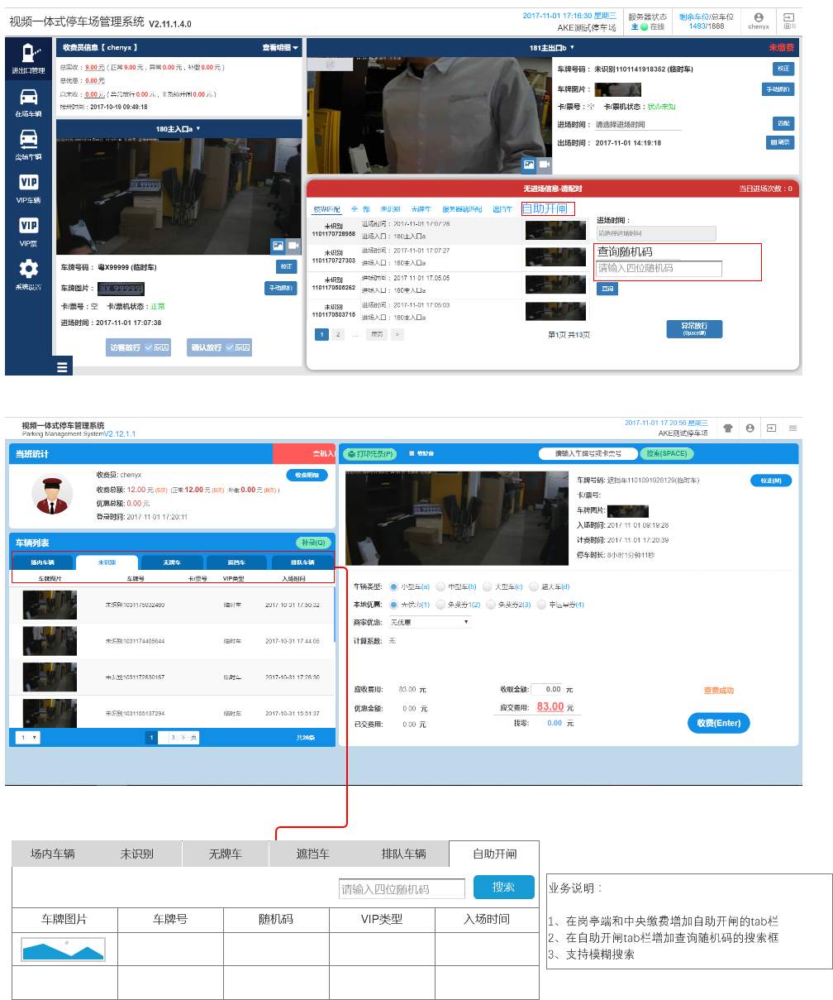 视频一体式停车场管理系统 V2.11.1.4.0
2017-11-01 17:16:30 星期三
AKE测试停车场
服务器状态
主 在线
剩余车位/总车位
1493/1888
chenyx
退出
进出口管理
在场车辆
离场车辆
VIP车辆
VIP票
系统设置
收费员信息【 chenyx 】
查看明细
总实收：9.00元 ( 正常9.00 元 , 异常0.00 元 , 补缴0.00 元 )
总优惠：0.00元
总未收：0.00元 ( 异常放行0.00 元 , 非系统开闸0.00 元 )
接班时间：2017-10-19 09:49:18
180主入口a
车牌号码： 粤X99999 (临时车)
校正
车牌图片：
手动抓拍
卡/票号：空 卡/票机状态：正常
进场时间：2017-11-01 17:07:38
访客放行 原因
确认放行 原因
181主出口b
未缴费
车牌号码： 未识别1101141918352 (临时车)
校正
车牌图片：
手动抓拍
卡/票号：空 卡/票机状态：状态未知
进场时间： 请选择进场时间
匹配
出场时间： 2017-11-01 14:19:18
刷票
无进场信息-请配对
当日进场次数：0
模糊匹配 全 部 未识别 无牌车 服务器端匹配 遮挡车 自助开闸
未识别
1101170728958
进场时间： 2017-11-01 17:07:28
进场入口： 180主入口a
未识别
1101170727303
进场时间： 2017-11-01 17:07:27
进场入口： 180主入口a
未识别
1101170506262
进场时间： 2017-11-01 17:05:05
进场入口： 180主入口a
未识别
1101170503715
进场时间： 2017-11-01 17:05:03
进场入口： 180主入口a
1 2 ... 尾页 >
第1页 共13页
进场时间：
请选择进场时间
查询随机码
请输入四位随机码
查询
异常放行
(Space键)
视频一体式停车管理系统
Parking Management SystemV2.12.1.1
2017-11-01 17:20:56 星期三
AKE测试停车场
当班统计
票机入
收费员: chenyx
收费明细
收费总额: 12.00 元 (0次) (正常:12.00 元 (0次) ;补缴:0.00 元 (0次) )
优惠总额: 0.00 元
登录时间: 2017-11-01 17:20:11
车辆列表
补录(Q)
场内车辆 未识别 无牌车 遮挡车 排队车辆
车牌图片 车牌号 卡/票号 VIP类型 入场时间
未识别1031175032480 临时车 2017-10-31 17:50:32
未识别1031174405644 临时车 2017-10-31 17:44:05
未识别1031172630167 临时车 2017-10-31 17:26:30
未识别1031155137294 临时车 2017-10-31 15:51:37
1
1 3 下一页
共26条
打印凭条(P)
请输入车牌号或卡票号
搜索(SPACE)
车牌号码: 遮挡车1101091928129(临时车)
校正(M)
卡/票号:
车牌图片:
入场时间: 2017-11-01 09:19:28
计费时间: 2017-11-01 17:20:39
停车时长: 8小时1分钟11秒
车辆类型: 小型车(a) 中型车(b) 大型车(c) 超大车(d)
本地优惠: 无优惠(1) 免费券1(2) 免费券2(3) 幸运星券(4)
商家优惠: 无优惠
计算系数: 无
应收费用: 83.00 元
收取金额: 0.00 元
查费成功
优惠金额: 0.00 元
应交费用: 83.00 元
已交费用: 0.00 元
找零: 0.00 元
收费(Enter)
场内车辆 未识别 无牌车 遮挡车 排队车辆 自助开闸
请输入四位随机码
搜索
车牌图片 车牌号 随机码 VIP类型 入场时间
业务说明：
1、在岗亭端和中央缴费增加自助开闸的tab栏
2、在自助开闸tab栏增加查询随机码的搜索框
3、支持模糊搜索